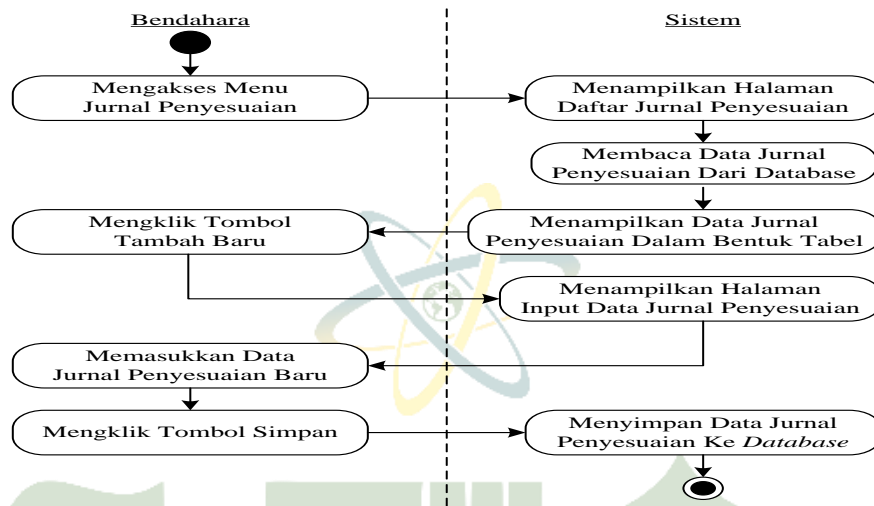 Bendahara
Sistem
Mengakses Menu
Jurnal Penyesuaian
Menampilkan Halaman
Daftar Jurnal Penyesuaian
Membaca Data Jurnal
Penyesuaian Dari Database
Menampilkan Data Jurnal
Penyesuaian Dalam Bentuk Tabel
Mengklik Tombol
Tambah Baru
Menampilkan Halaman
Input Data Jurnal Penyesuaian
Memasukkan Data
Jurnal Penyesuaian Baru
Mengklik Tombol Simpan
Menyimpan Data Jurnal
Penyesuaian Ke Database